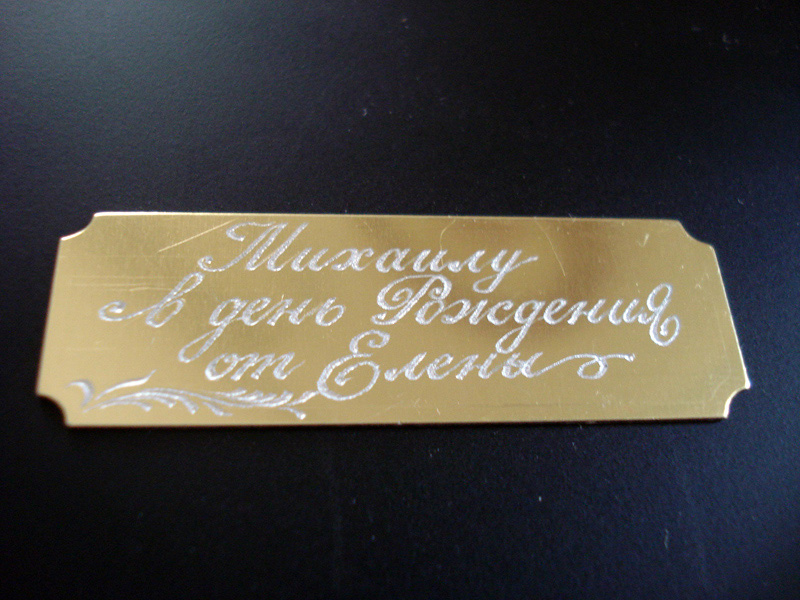 Михаилу
в день Рождения
от Елены